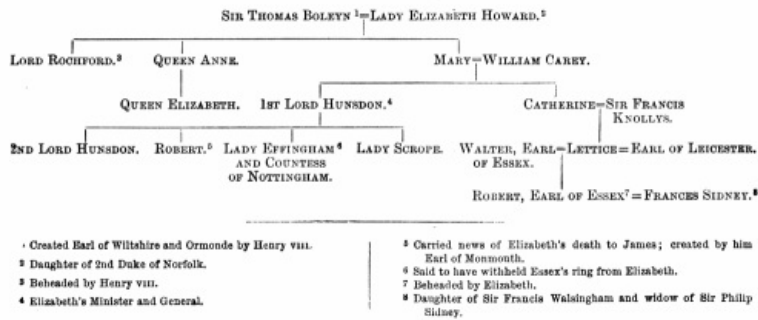 SIR THOMAS BOLEYN ¹=LADY ELIZABETH HOWARD.²
LORD ROCHFORD.³ QUEEN ANNE. MARY=WILLIAM CAREY.
QUEEN ELIZABETH. 1ST LORD HUNSDON.⁴ CATHERINE=SIR FRANCIS
KNOLLYS.
2ND LORD HUNSDON. ROBERT.⁵ LADY EFFINGHAM⁶ LADY SCROPE. WALTER, EARL=LETTICE=EARL OF LEICESTER.
AND COUNTESS OF ESSEX.
OF NOTTINGHAM.
ROBERT, EARL OF ESSEX⁷=FRANCES SIDNEY.⁸
¹ Created Earl of Wiltshire and Ormonde by Henry VIII.
² Daughter of 2nd Duke of Norfolk.
³ Beheaded by Henry VIII.
⁴ Elizabeth's Minister and General.
⁵ Carried news of Elizabeth's death to James; created by him
Earl of Monmouth.
⁶ Said to have withheld Essex's ring from Elizabeth.
⁷ Beheaded by Elizabeth.
⁸ Daughter of Sir Francis Walsingham and widow of Sir Philip
Sidney.